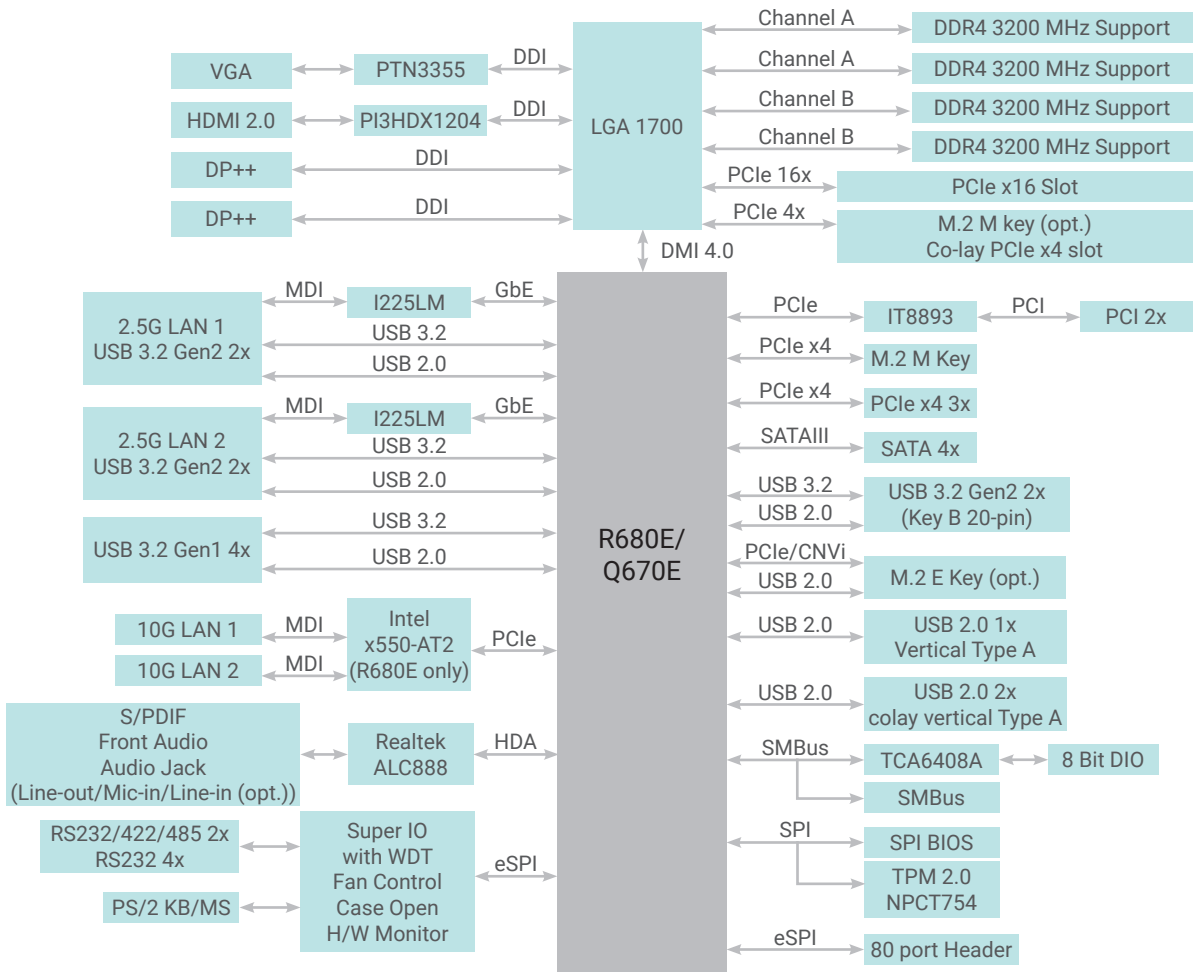 Channel A
DDR4 3200 MHz Support
VGA
PTN3355
DDI
LGA 1700
Channel A
DDR4 3200 MHz Support
HDMI 2.0
PI3HDX1204
DDI
Channel B
DDR4 3200 MHz Support
DP++
DDI
Channel B
DDR4 3200 MHz Support
DP++
DDI
PCIe 16x
PCIe x16 Slot
PCIe 4x
M.2 M key (opt.)
Co-lay PCIe x4 slot
DMI 4.0
R680E/
Q670E
2.5G LAN 1
USB 3.2 Gen2 2x
MDI
I225LM
GbE
USB 3.2
USB 2.0
2.5G LAN 2
USB 3.2 Gen2 2x
MDI
I225LM
GbE
USB 3.2
USB 2.0
USB 3.2 Gen1 4x
USB 3.2
USB 2.0
10G LAN 1
MDI
10G LAN 2
MDI
Intel
x550-AT2
(R680E only)
PCIe
S/PDIF
Front Audio
Audio Jack
(Line-out/Mic-in/Line-in (opt.))
Realtek
ALC888
HDA
RS232/422/485 2x
RS232 4x
PS/2 KB/MS
Super IO
with WDT
Fan Control
Case Open
H/W Monitor
eSPI
PCIe
IT8893
PCI
PCI 2x
PCIe x4
M.2 M Key
PCIe x4
PCIe x4 3x
SATAIII
SATA 4x
USB 3.2
USB 2.0
USB 3.2 Gen2 2x
(Key B 20-pin)
PCIe/CNVi
USB 2.0
M.2 E Key (opt.)
USB 2.0
USB 2.0 1x
Vertical Type A
USB 2.0
USB 2.0 2x
colay vertical Type A
SMBus
TCA6408A
8 Bit DIO
SMBus
SPI
SPI BIOS
TPM 2.0
NPCT754
eSPI
80 port Header